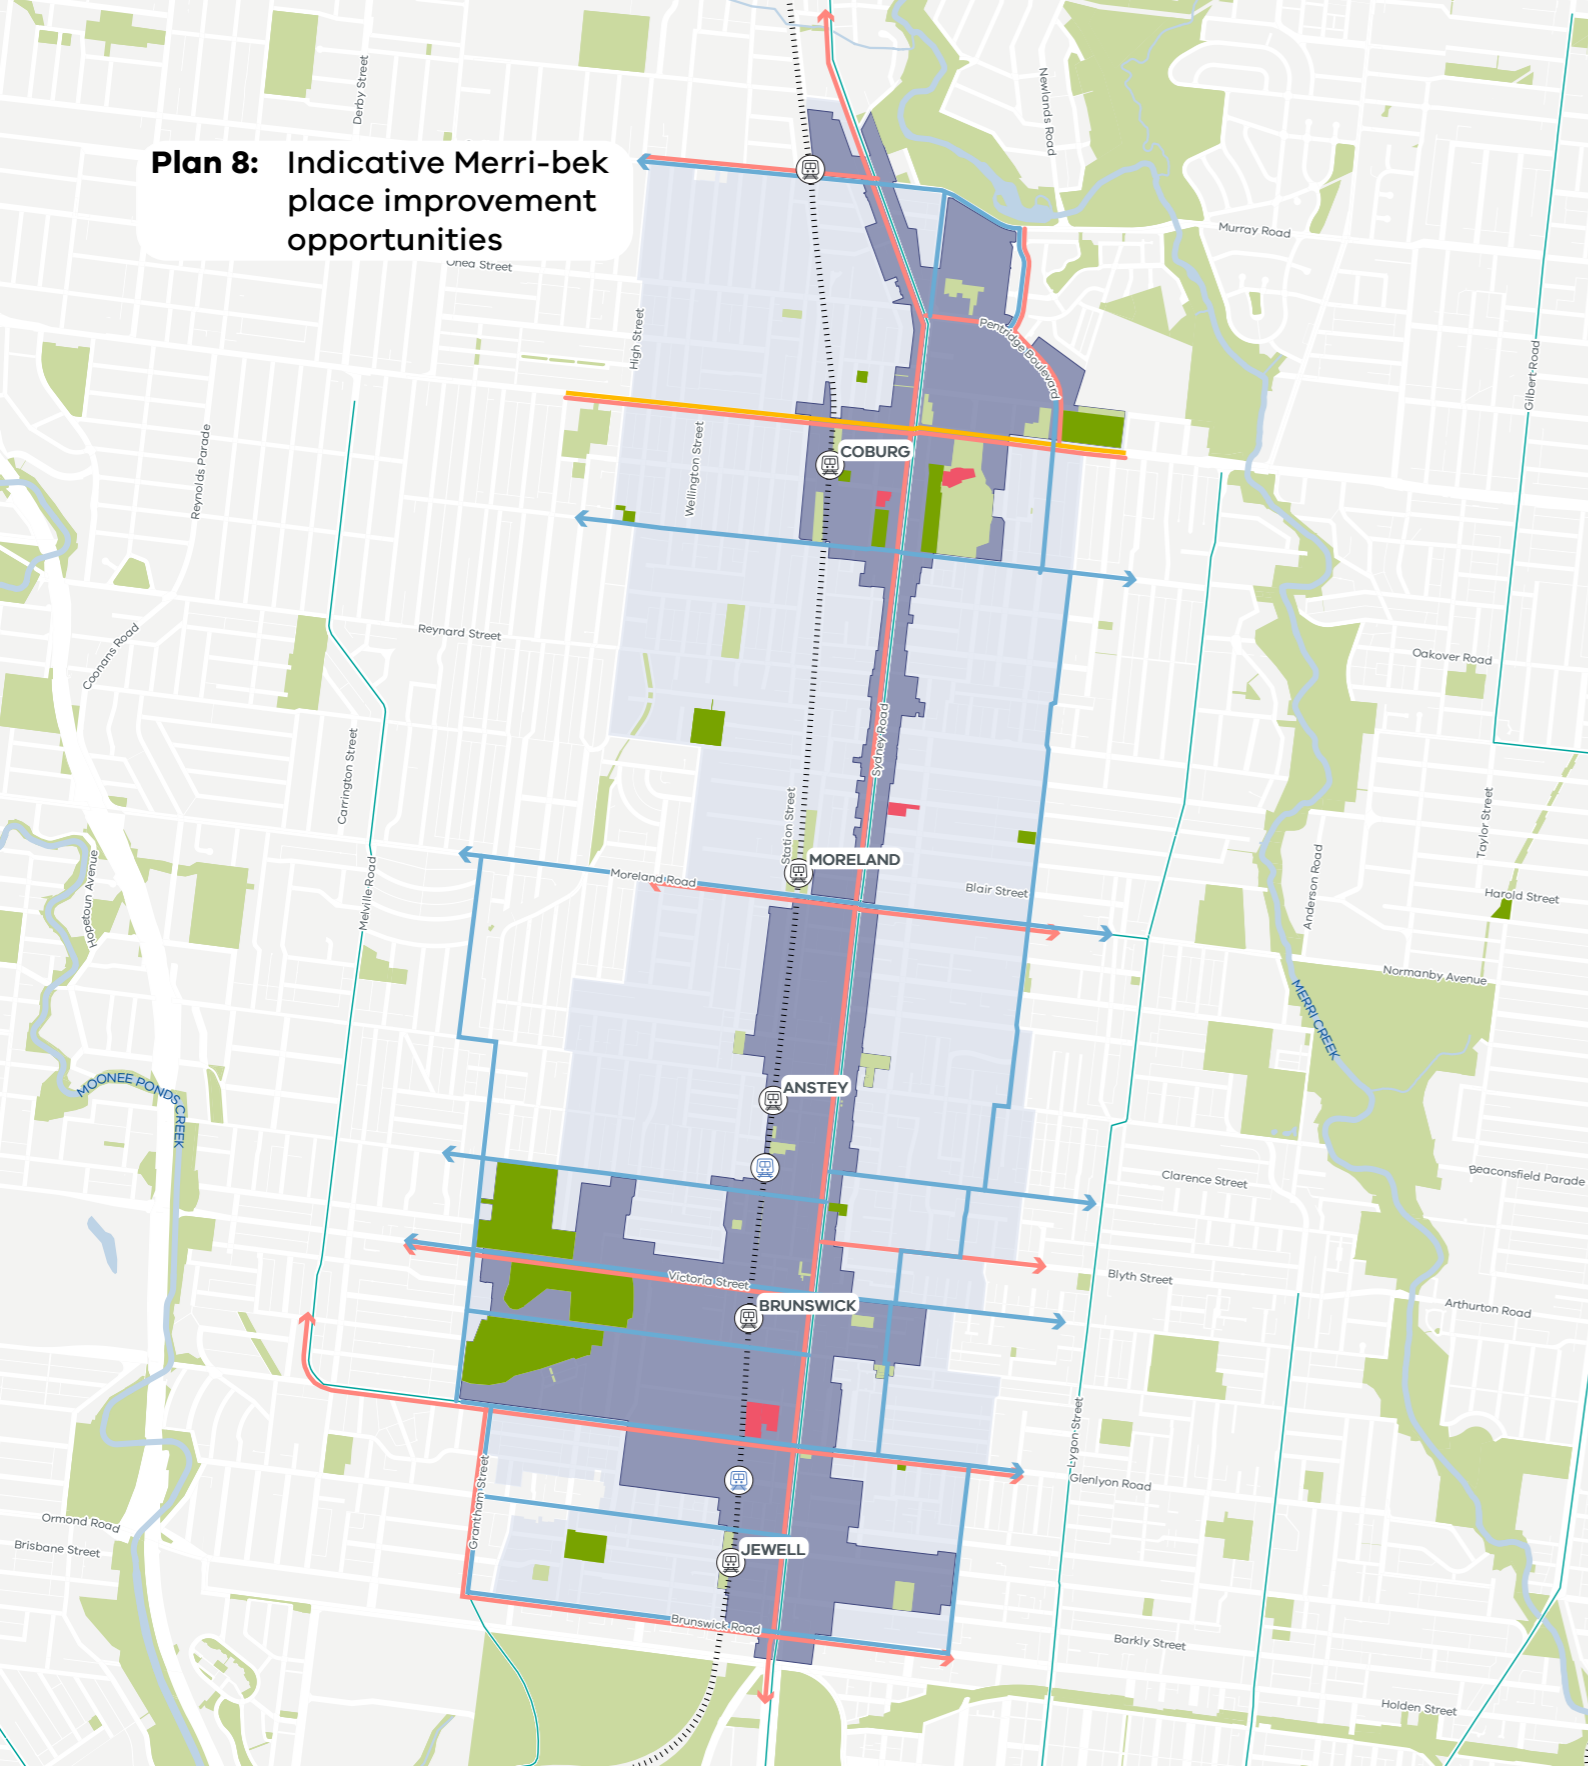 Derby Street
Newlands Road
Plan 8: Indicative Merri-bek
place improvement
opportunities
Murray Road
High Street
Pentridge Boulevard
Gilbert Road
Reynolds Parade
Wellington Street
COBURG
Coonans Road
Reynard Street
Oakover Road
Sydney Road
Carrington Street
Station Street
Taylor Street
MORELAND
Hopetoun Avenue
Melville Road
Moreland Road
Blair Street
Anderson Road
Harold Street
Normanby Avenue
MERRI CREEK
MOONEE PONDS CREEK
ANSTEY
Clarence Street
Beaconsfield Parade
Victoria Street
Blyth Street
BRUNSWICK
Arthurton Road
Lygon Street
Grantham Street
Glenlyon Road
Ormond Road
Brisbane Street
JEWELL
Brunswick Road
Barkly Street
Holden Street